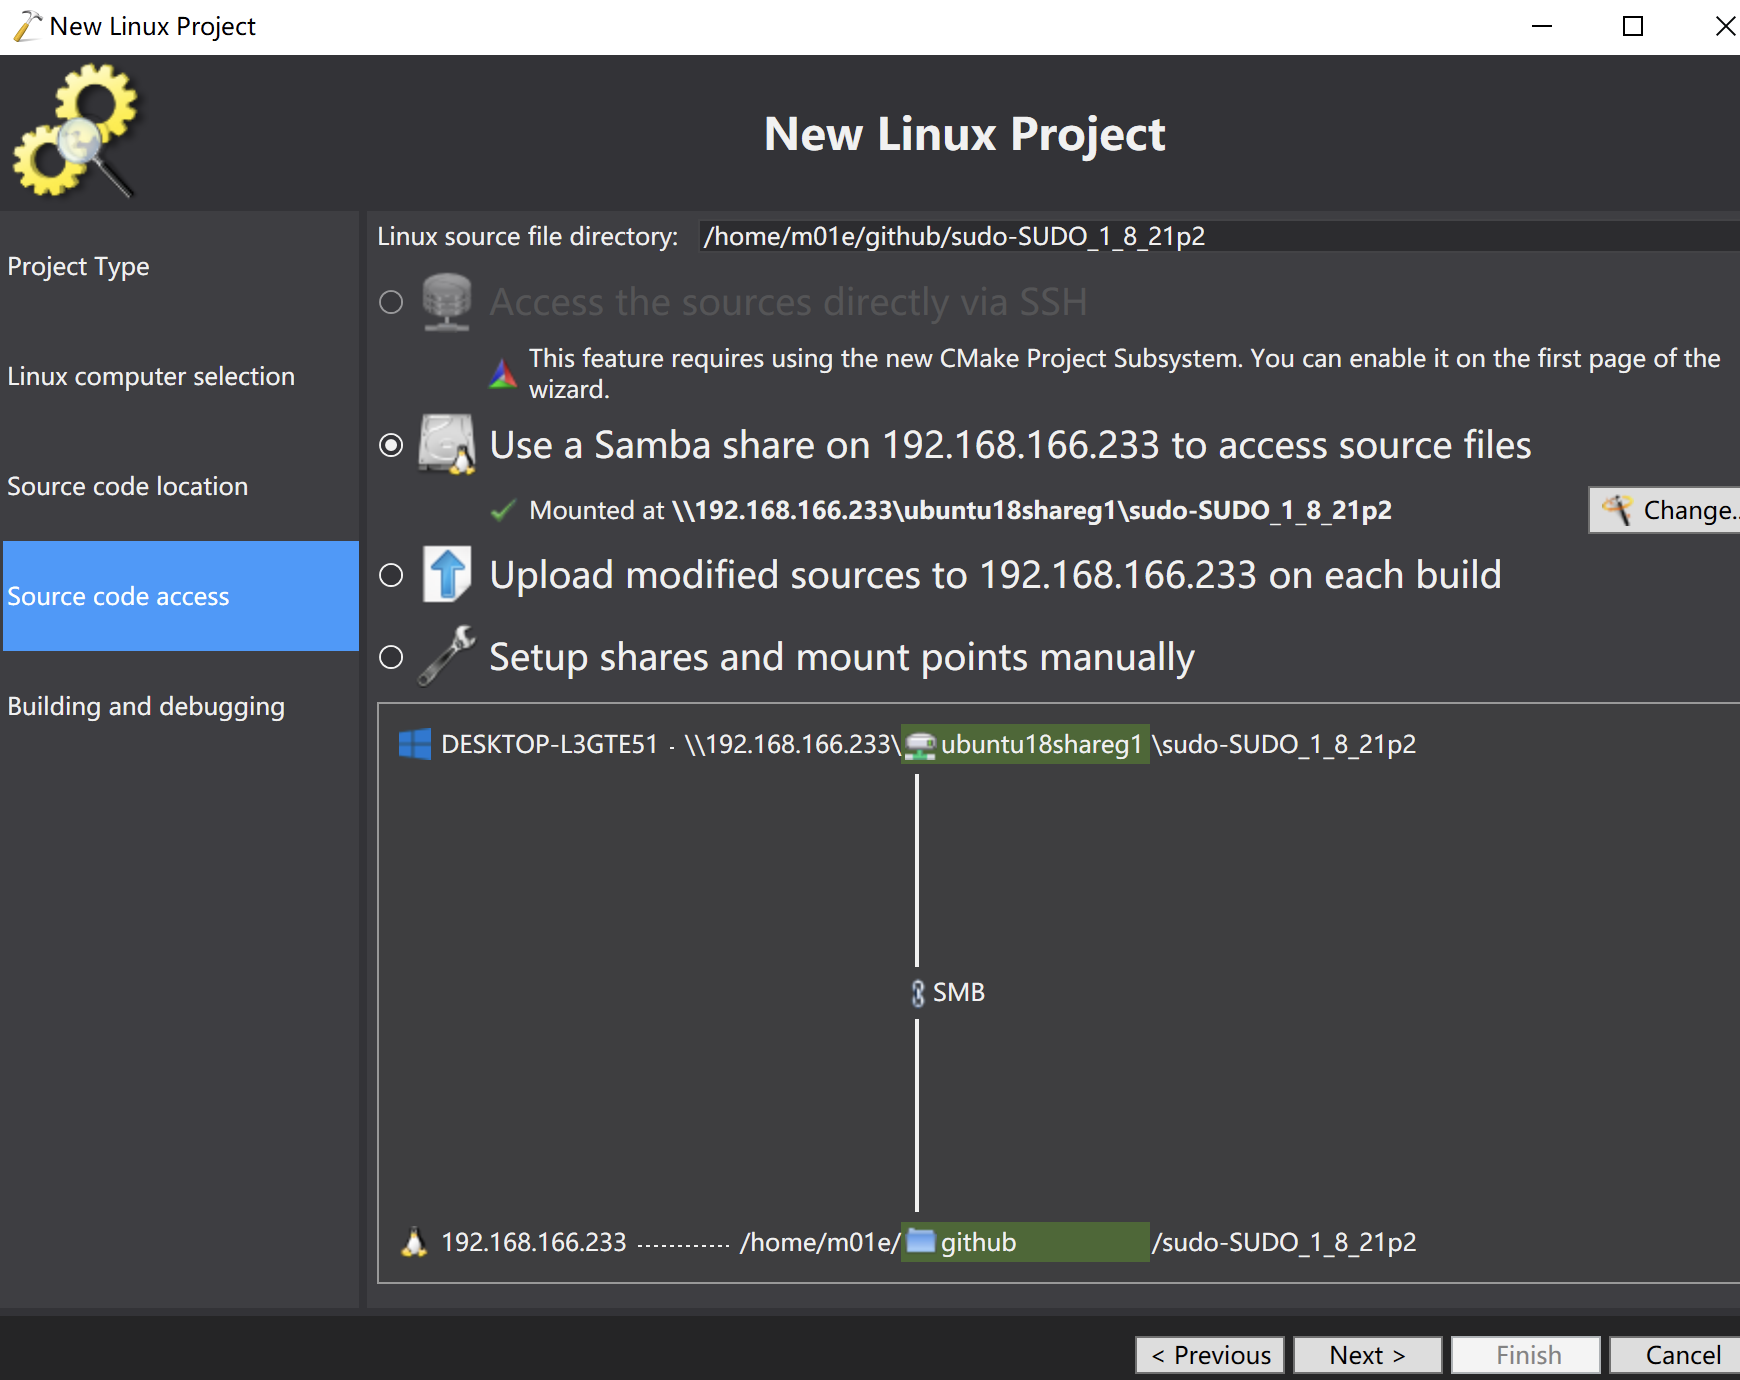 New Linux Project
New Linux Project
Project Type
Linux computer selection
Source code location
Source code access
Building and debugging
Linux source file directory: /home/m01e/github/sudo-SUDO_1_8_21p2
Access the sources directly via SSH
This feature requires using the new CMake Project Subsystem. You can enable it on the first page of the
wizard.
Use a Samba share on 192.168.166.233 to access source files
Mounted at \\192.168.166.233\ubuntu18shareg1\sudo-SUDO_1_8_21p2
Change..
Upload modified sources to 192.168.166.233 on each build
Setup shares and mount points manually
DESKTOP-L3GTE51 - \\192.168.166.233\ubuntu18shareg1 \sudo-SUDO_1_8_21p2
SMB
192.168.166.233 ............. /home/m01e/github /sudo-SUDO_1_8_21p2
< Previous
Next >
Finish
Cancel